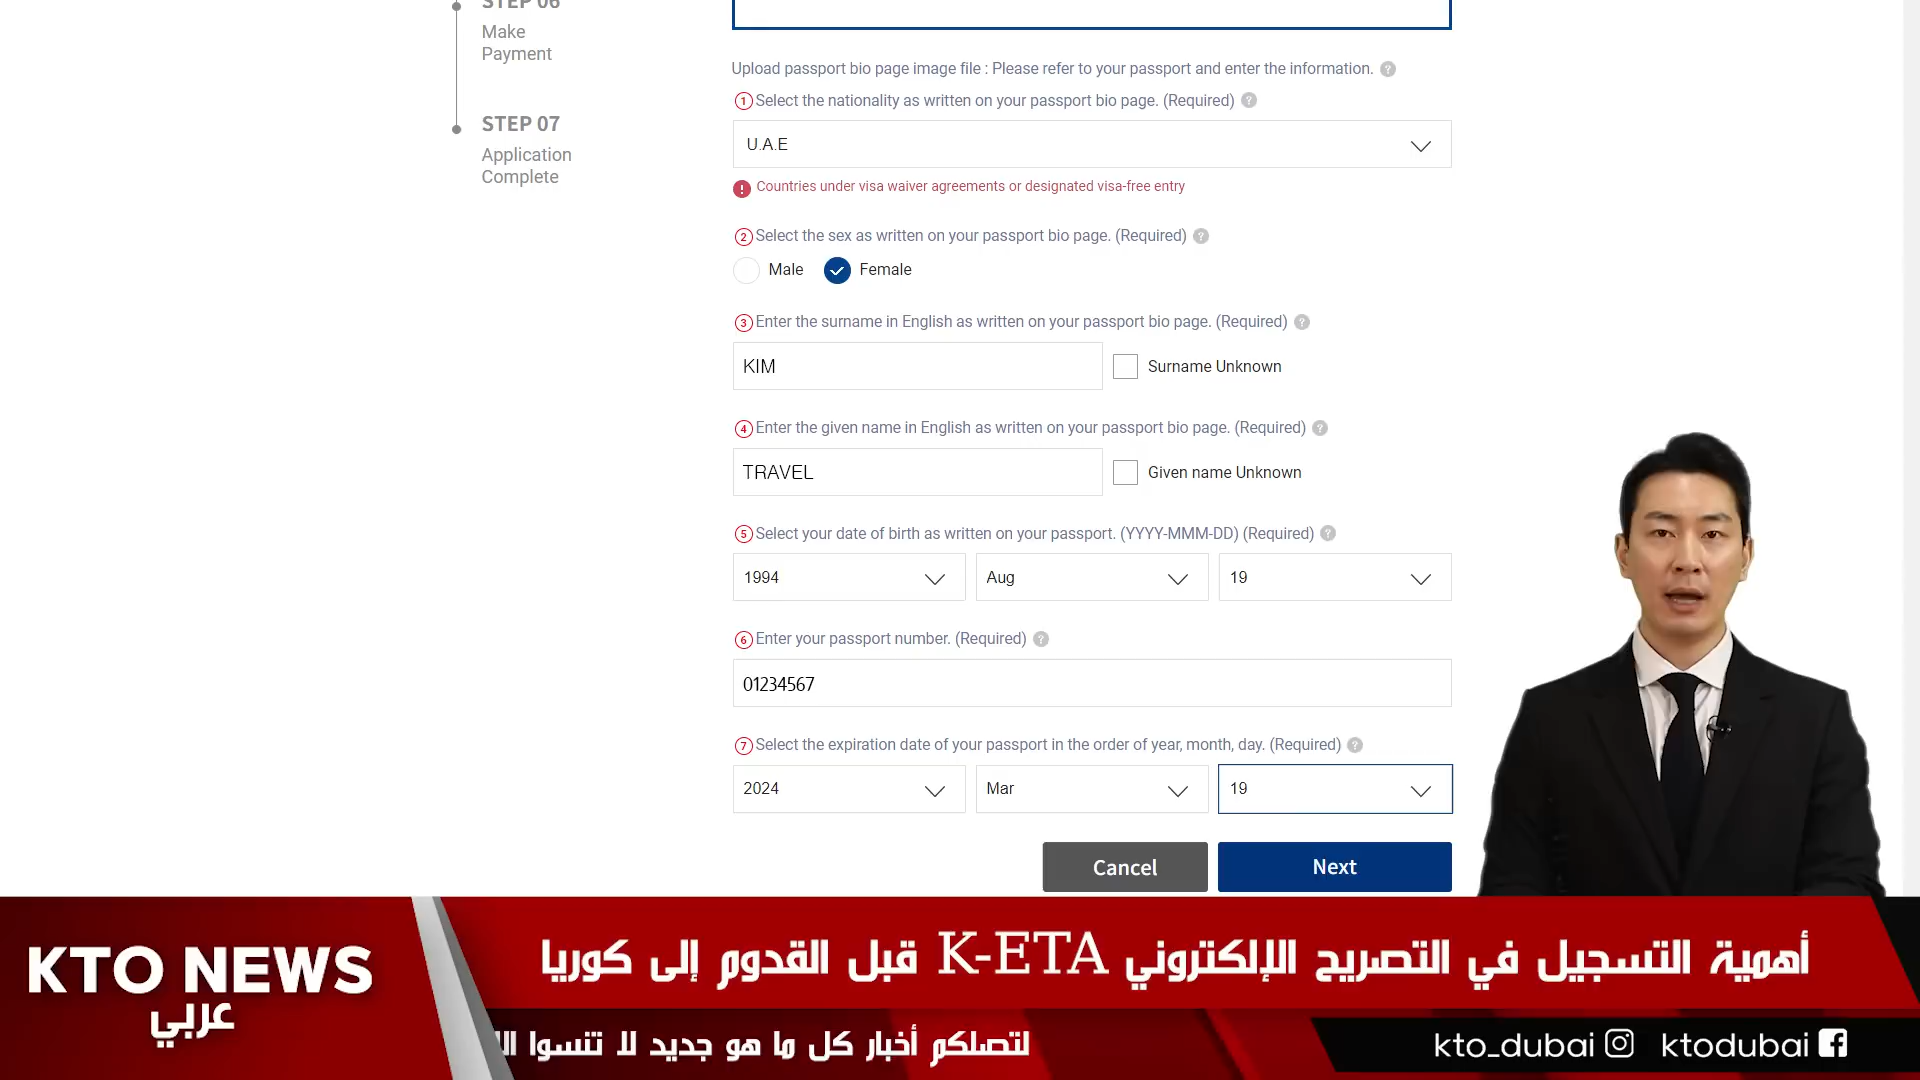 STEP 06
Make
Payment
STEP 07
Application
Complete
Upload passport bio page image file : Please refer to your passport and enter the information. ?
1 Select the nationality as written on your passport bio page. (Required) ?
U.A.E
! Countries under visa waiver agreements or designated visa-free entry
2 Select the sex as written on your passport bio page. (Required) ?
Male Female
3 Enter the surname in English as written on your passport bio page. (Required) ?
KIM Surname Unknown
4 Enter the given name in English as written on your passport bio page. (Required) ?
TRAVEL Given name Unknown
5 Select your date of birth as written on your passport. (YYYY-MMM-DD) (Required) ?
1994 Aug 19
6 Enter your passport number. (Required) ?
01234567
7 Select the expiration date of your passport in the order of year, month, day. (Required) ?
2024 Mar 19
Cancel Next
KTO NEWS
عربي
أهمية التسجيل في التصريح الإلكتروني K-ETA قبل القدوم إلى كوريا
لتصلكم أخبار كل ما هو جديد لا تنسوا
kto_dubai ktodubai